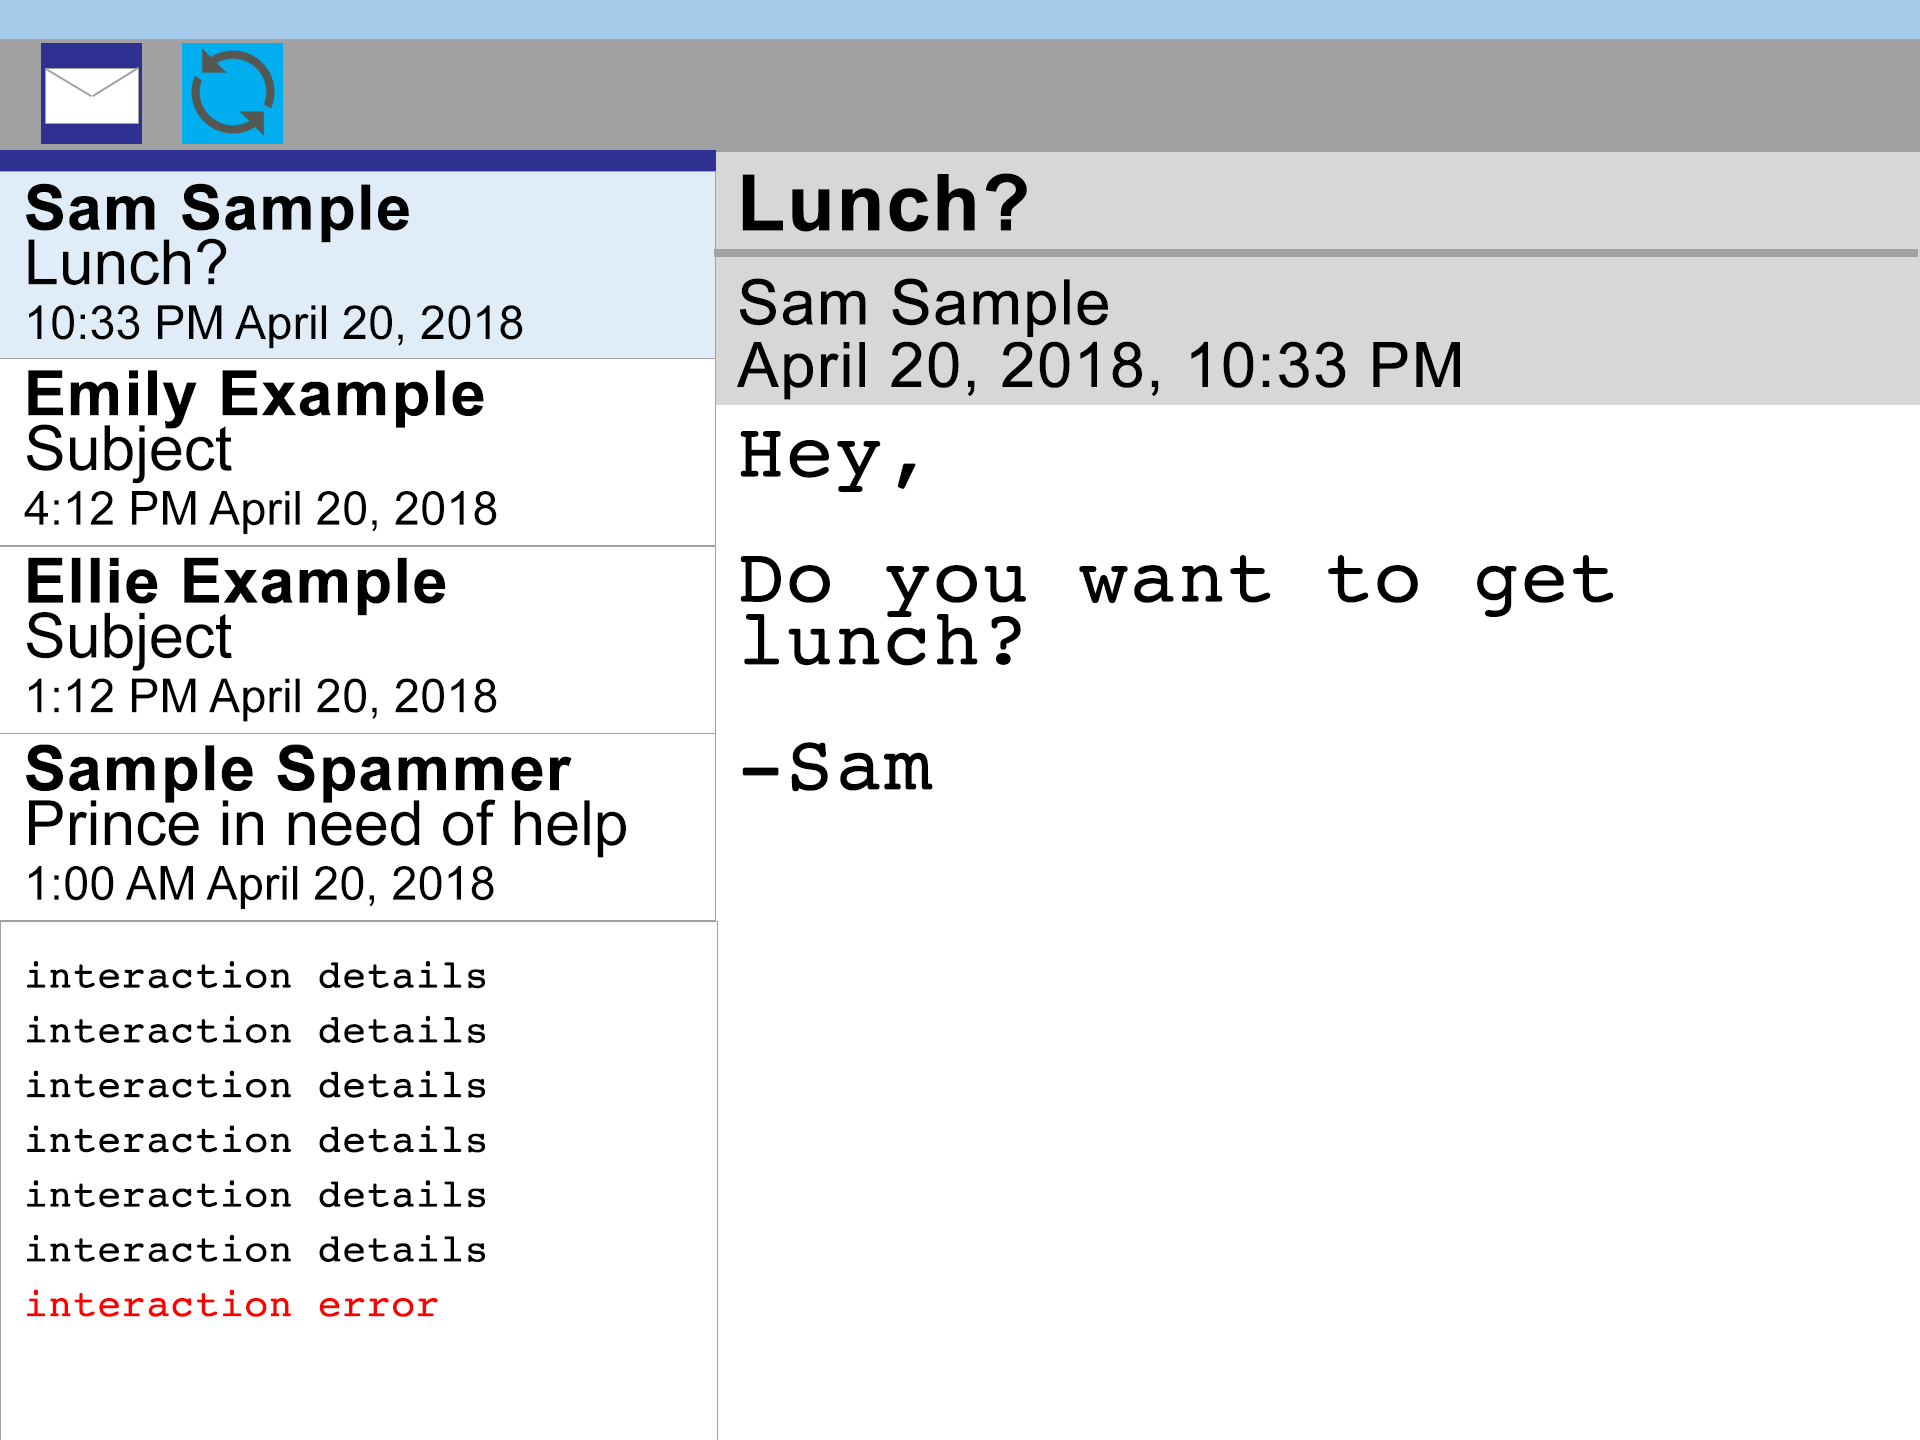 Sam Sample
Lunch?
10:33 PM April 20, 2018
Emily Example
Subject
4:12 PM April 20, 2018
Ellie Example
Subject
1:12 PM April 20, 2018
Sample Spammer
Prince in need of help
1:00 AM April 20, 2018
interaction details
interaction details
interaction details
interaction details
interaction details
interaction details
interaction error
Lunch?
Sam Sample
April 20, 2018, 10:33 PM
Hey,
Do you want to get
lunch?
-Sam